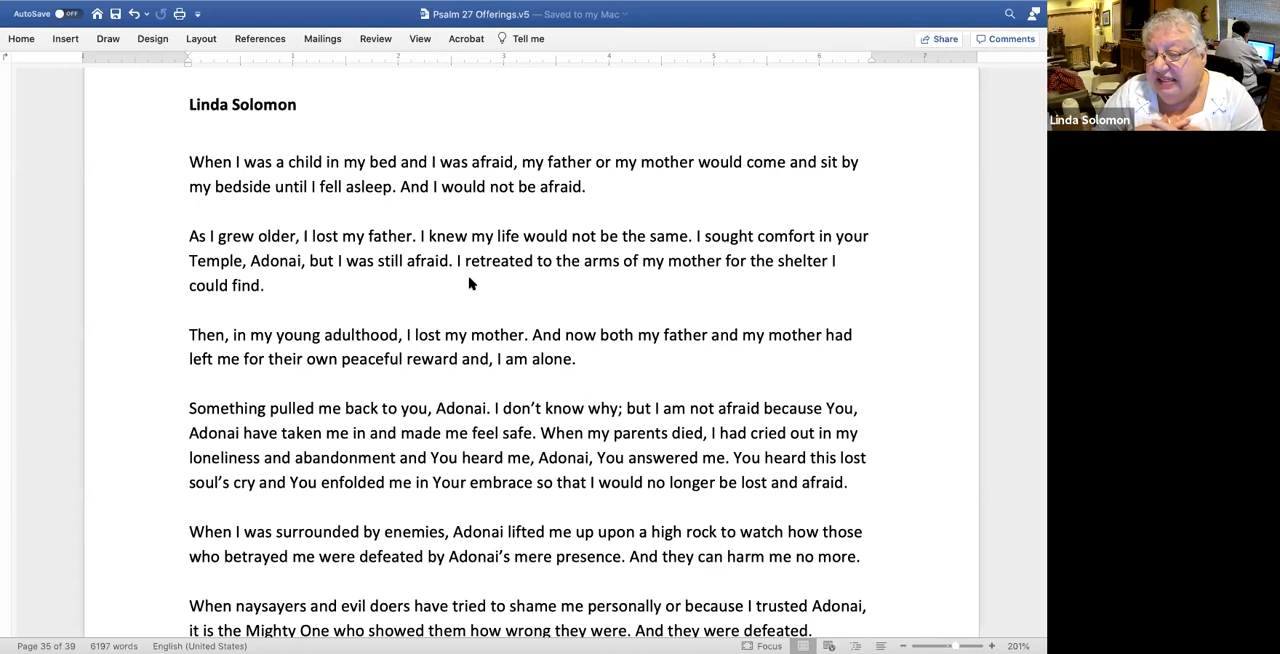 AutoSave OFF Psalm 27 Offerings.v5 — Saved to my Mac
Home Insert Draw Design Layout References Mailings Review View Acrobat Tell me Share Comments
1 2 3 4 5 6 7
Linda Solomon
When I was a child in my bed and I was afraid, my father or my mother would come and sit by
my bedside until I fell asleep. And I would not be afraid.
As I grew older, I lost my father. I knew my life would not be the same. I sought comfort in your
Temple, Adonai, but I was still afraid. I retreated to the arms of my mother for the shelter I
could find.
Then, in my young adulthood, I lost my mother. And now both my father and my mother had
left me for their own peaceful reward and, I am alone.
Something pulled me back to you, Adonai. I don’t know why; but I am not afraid because You,
Adonai have taken me in and made me feel safe. When my parents died, I had cried out in my
loneliness and abandonment and You heard me, Adonai, You answered me. You heard this lost
soul’s cry and You enfolded me in Your embrace so that I would no longer be lost and afraid.
When I was surrounded by enemies, Adonai lifted me up upon a high rock to watch how those
who betrayed me were defeated by Adonai’s mere presence. And they can harm me no more.
When naysayers and evil doers have tried to shame me personally or because I trusted Adonai,
it is the Mighty One who showed them how wrong they were. And they were defeated.
Page 35 of 39 6197 words English (United States) Focus 201%
Linda Solomon